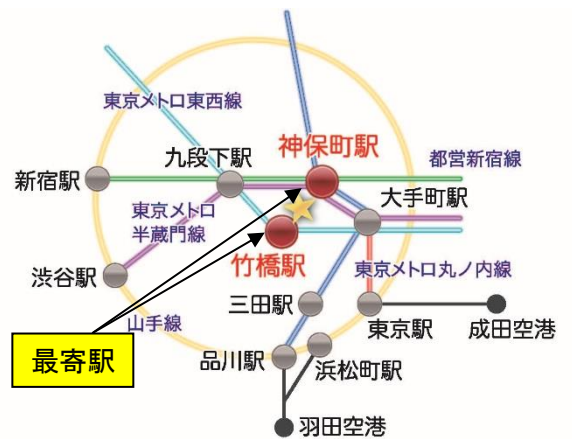 東京メトロ東西線
九段下駅
神保町駅
都営新宿線
新宿駅
大手町駅
東京メトロ
半蔵門線
竹橋駅
東京メトロ丸ノ内線
渋谷駅
三田駅
山手線
東京駅
成田空港
最寄駅
品川駅
浜松町駅
羽田空港